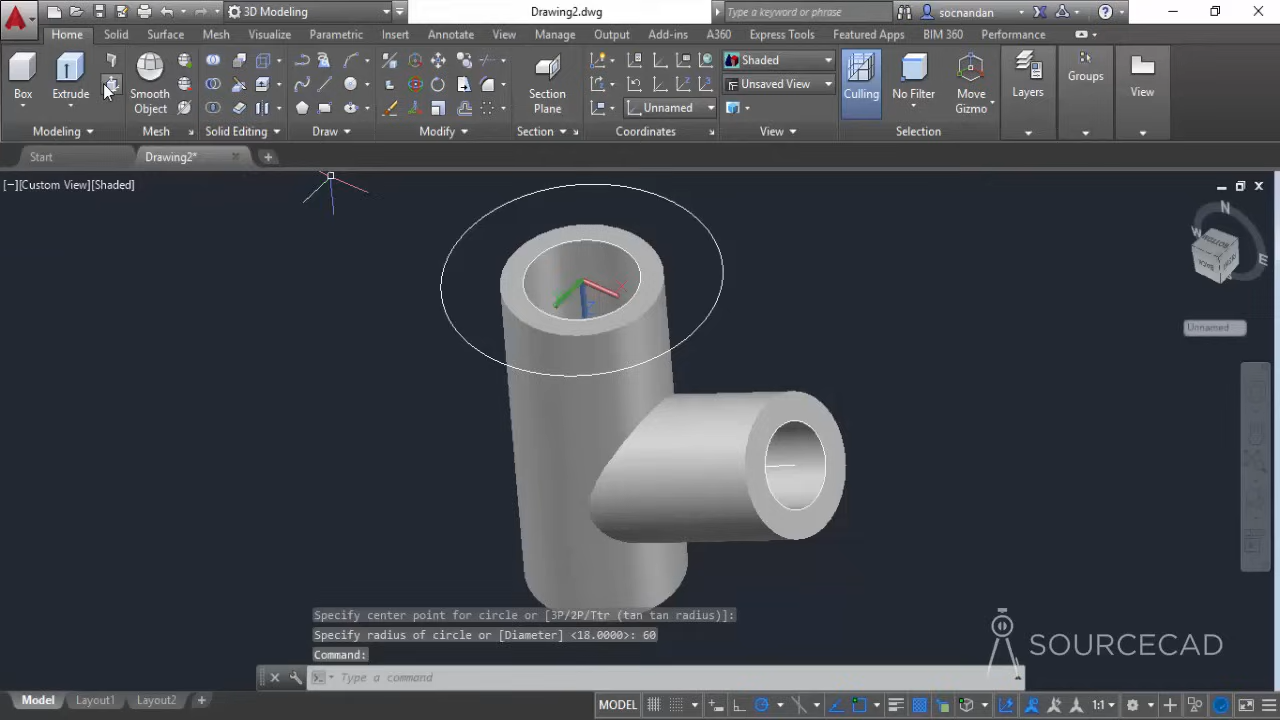 3D Modeling
Drawing2.dwg
Type a keyword or phrase
socnandan
Home Solid Surface Mesh Visualize Parametric Insert Annotate View Manage Output Add-ins A360 Express Tools Featured Apps BIM 360 Performance
Box
Extrude
Smooth
Object
Section
Plane
Shaded
Unsaved View
Unnamed
Culling
No Filter
Move
Gizmo
Layers
Groups
View
Modeling Mesh Solid Editing Draw Modify Section Coordinates View Selection
Start Drawing2*
[−][Custom View][Shaded]
N
W
E
Unnamed
Specify center point for circle or [3P/2P/Ttr (tan tan radius)]:
Specify radius of circle or [Diameter] <18.0000>: 60
Command:
Type a command
SOURCECAD
Model Layout1 Layout2 +
MODEL
1:1